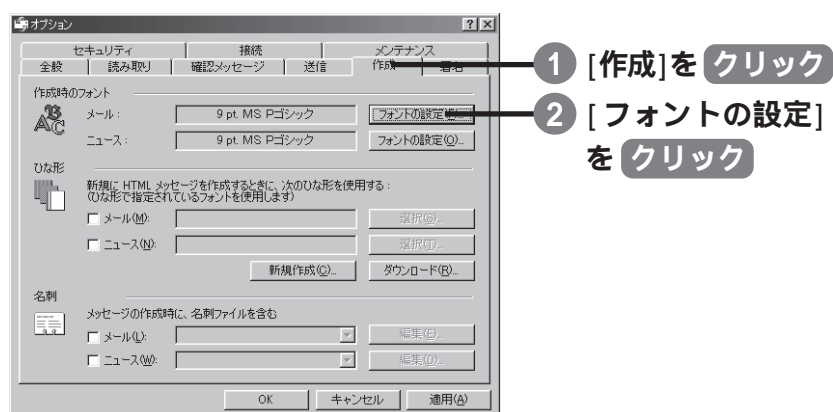 オプション
セキュリティ 接続 メンテナンス
全般 読み取り 確認メッセージ 送信 作成 署名
作成時のフォント
メール: 9 pt. MS Pゴシック フォントの設定
ニュース: 9 pt. MS Pゴシック フォントの設定(O)...
ひな形
新規に HTML メッセージを作成するときに、次のひな形を使用する:
(ひな形で指定されているフォントを使用します)
メール(M): 選択(S)...
ニュース(N): 選択(T)...
新規作成(C)... ダウンロード(R)...
名刺
メッセージの作成時に、名刺ファイルを含む
メール(L): 編集(E)...
ニュース(W): 編集(D)...
OK キャンセル 適用(A)
1 [作成]を クリック
2 [フォントの設定]
を クリック